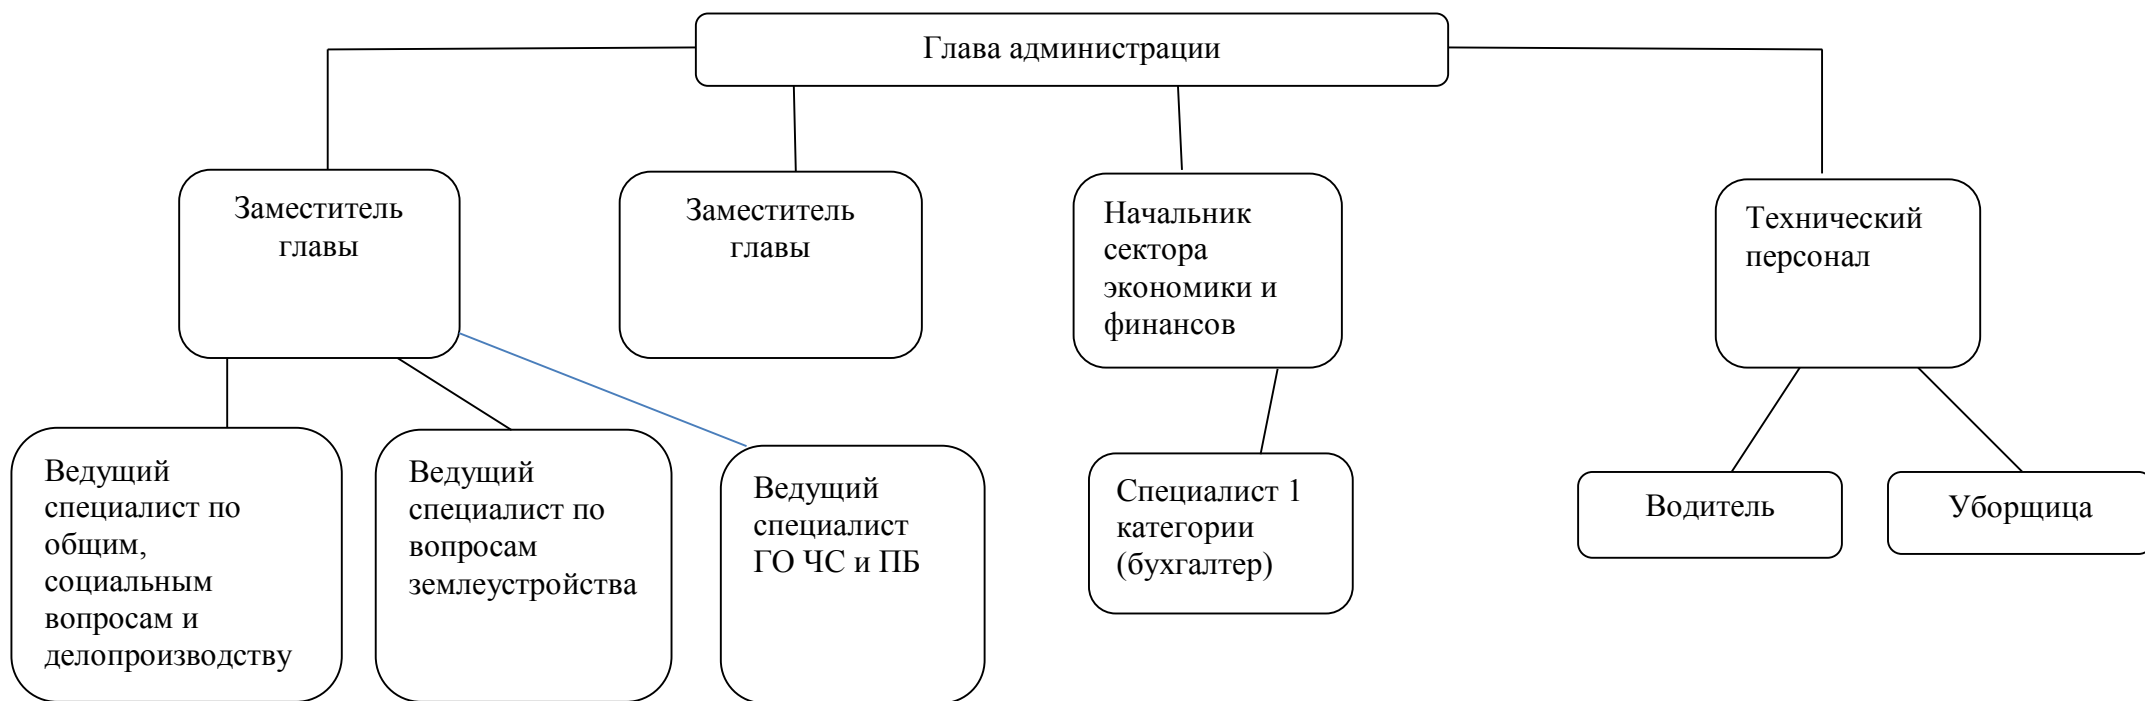 Глава администрации
Заместитель
главы
Заместитель
главы
Начальник
сектора
экономики и
финансов
Технический
персонал
Ведущий
специалист по
общим,
социальным
вопросам и
делопроизводству
Ведущий
специалист по
вопросам
землеустройства
Ведущий
специалист
ГО ЧС и ПБ
Специалист 1
категории
(бухгалтер)
Водитель
Уборщица